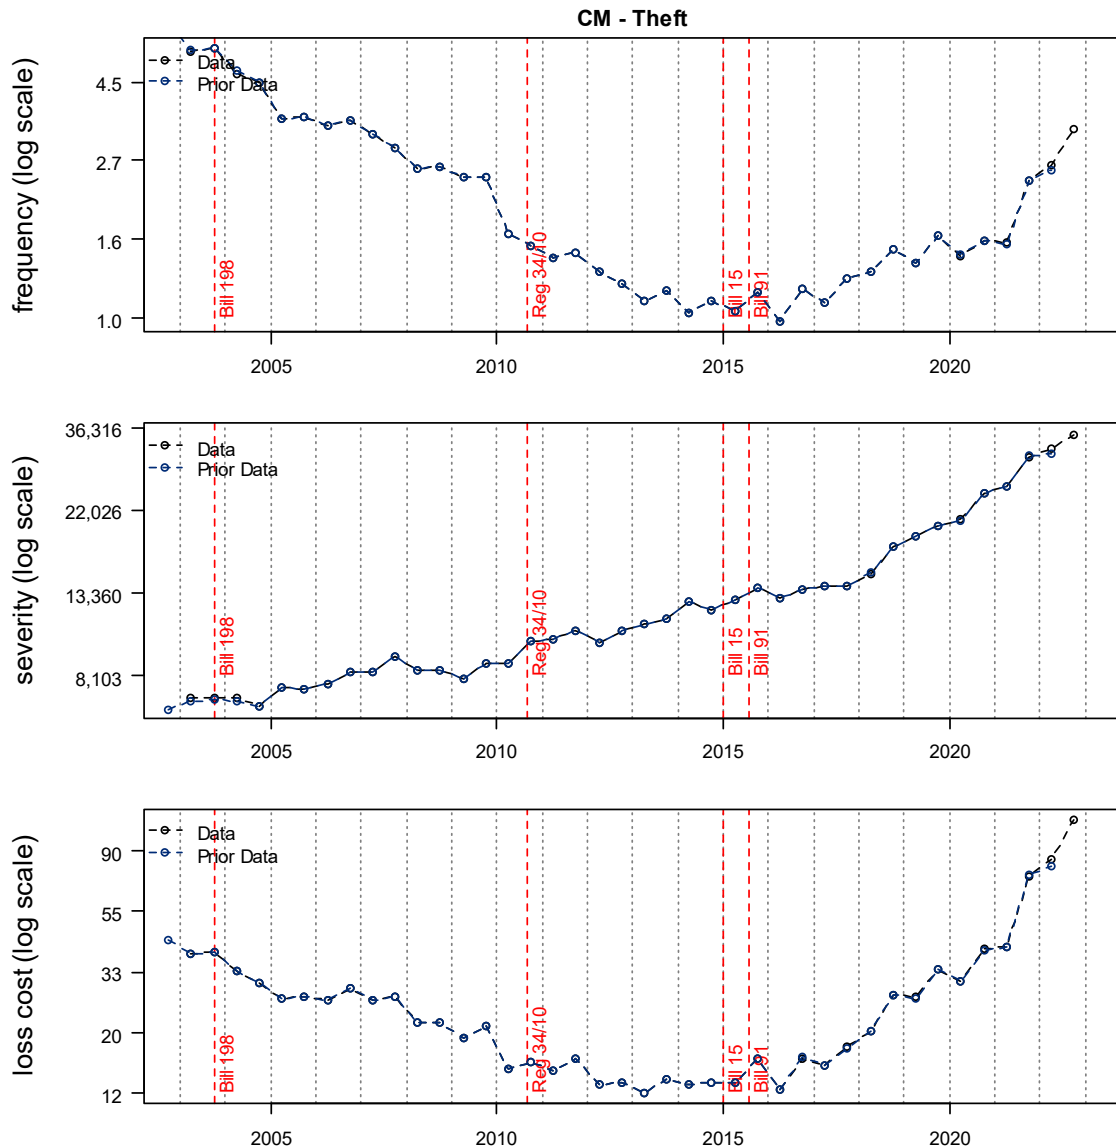 CM - Theft
frequency (log scale)
4.5
2.7
1.6
1.0
Data
Prior Data
Bill 198
Reg 34/10
Bill 15
Bill 91
2005
2010
2015
2020
severity (log scale)
36,316
22,026
13,360
8,103
Data
Prior Data
Bill 198
Reg 34/10
Bill 15
Bill 91
2005
2010
2015
2020
loss cost (log scale)
90
55
33
20
12
Data
Prior Data
Bill 198
Reg 34/10
Bill 15
Bill 91
2005
2010
2015
2020